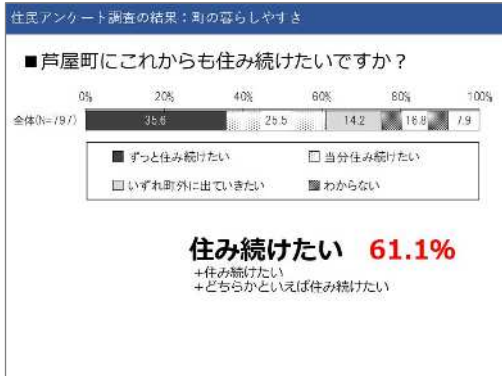 住民アンケート調査の結果：町の暮らしやすさ
■芦屋町にこれからも住み続けたいですか？
0% 20% 40% 60% 80% 100%
全体(N=797) 35.6 25.5 14.2 16.8 7.9
ずっと住み続けたい 当分住み続けたい
いずれ町外に出ていきたい わからない
住み続けたい 61.1%
+住み続けたい
+どちらかといえば住み続けたい